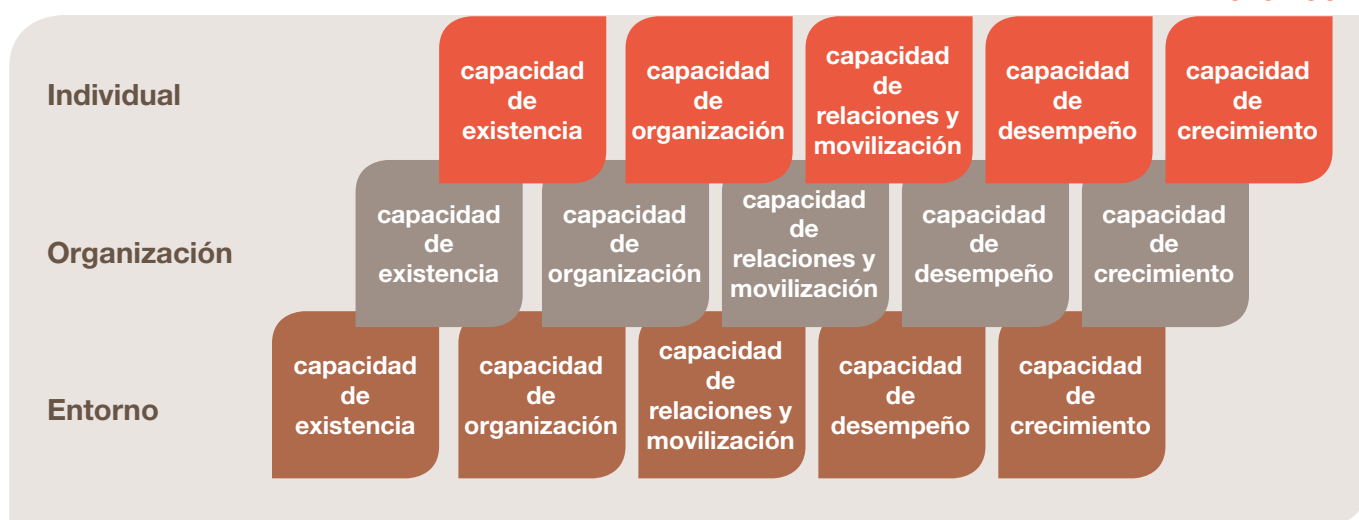 Individual
capacidad
de
existencia
capacidad
de
organización
capacidad
de
relaciones y
movilización
capacidad
de
desempeño
capacidad
de
crecimiento
Organización
capacidad
de
existencia
capacidad
de
organización
capacidad
de
relaciones y
movilización
capacidad
de
desempeño
capacidad
de
crecimiento
Entorno
capacidad
de
existencia
capacidad
de
organización
capacidad
de
relaciones y
movilización
capacidad
de
desempeño
capacidad
de
crecimiento